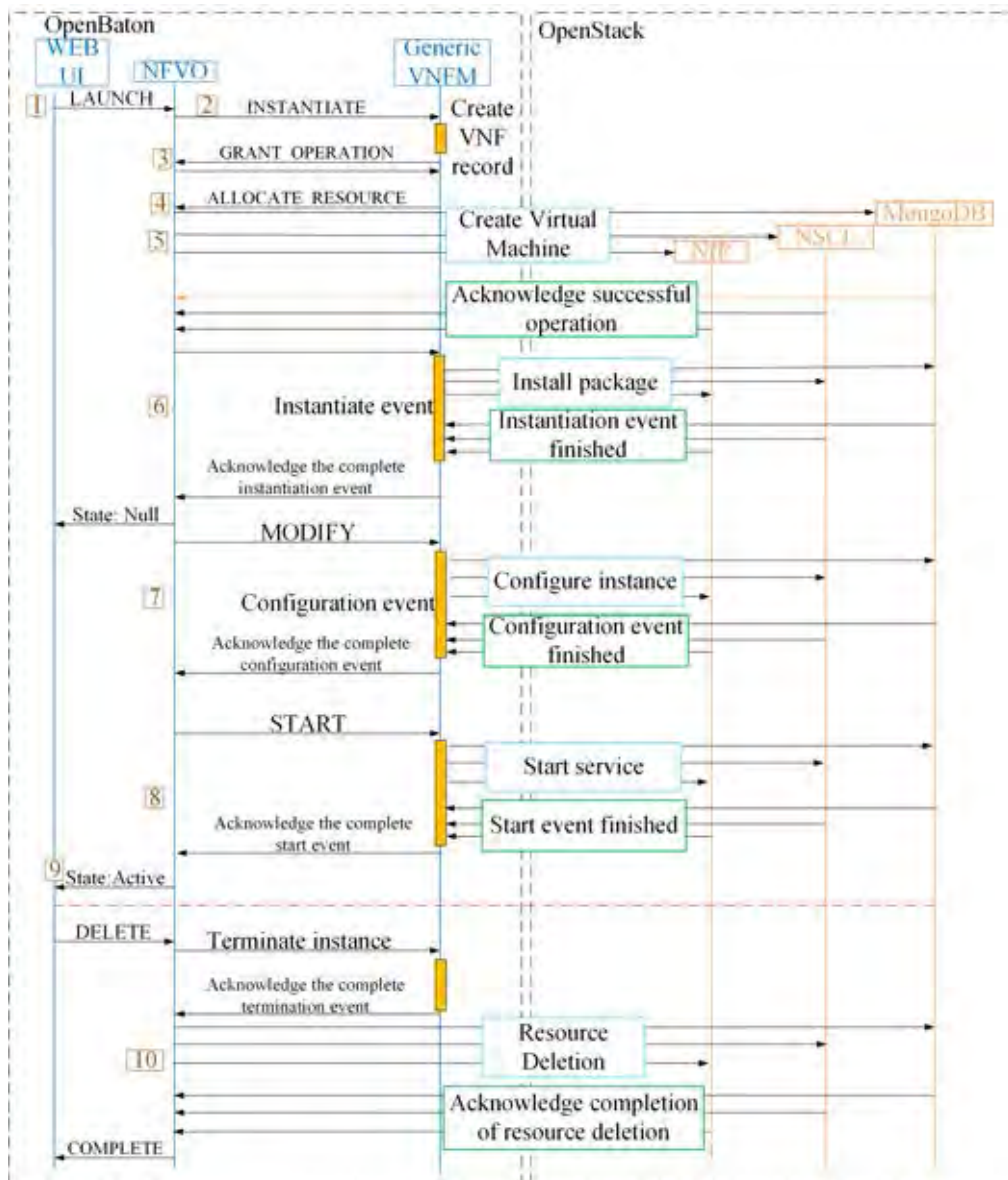 OpenBaton
OpenStack
WEB
UI
NFVO
Generic
VNFM
1
LAUNCH
2
INSTANTIATE
Create
VNF
record
3
GRANT OPERATION
4
ALLOCATE RESOURCE
MongoDB
Create Virtual
Machine
5
NSCL
Acknowledge successful
operation
Install package
6
Instantiate event
Instantiation event
finished
Acknowledge the complete
instantiation event
State: Null
MODIFY
Configure instance
7
Configuration event
Configuration event
finished
Acknowledge the complete
configuration event
START
Start service
8
Start event finished
Acknowledge the complete
start event
9
State:Active
DELETE
Terminate instance
Acknowledge the complete
termination event
Resource
Deletion
10
Acknowledge completion
of resource deletion
COMPLETE